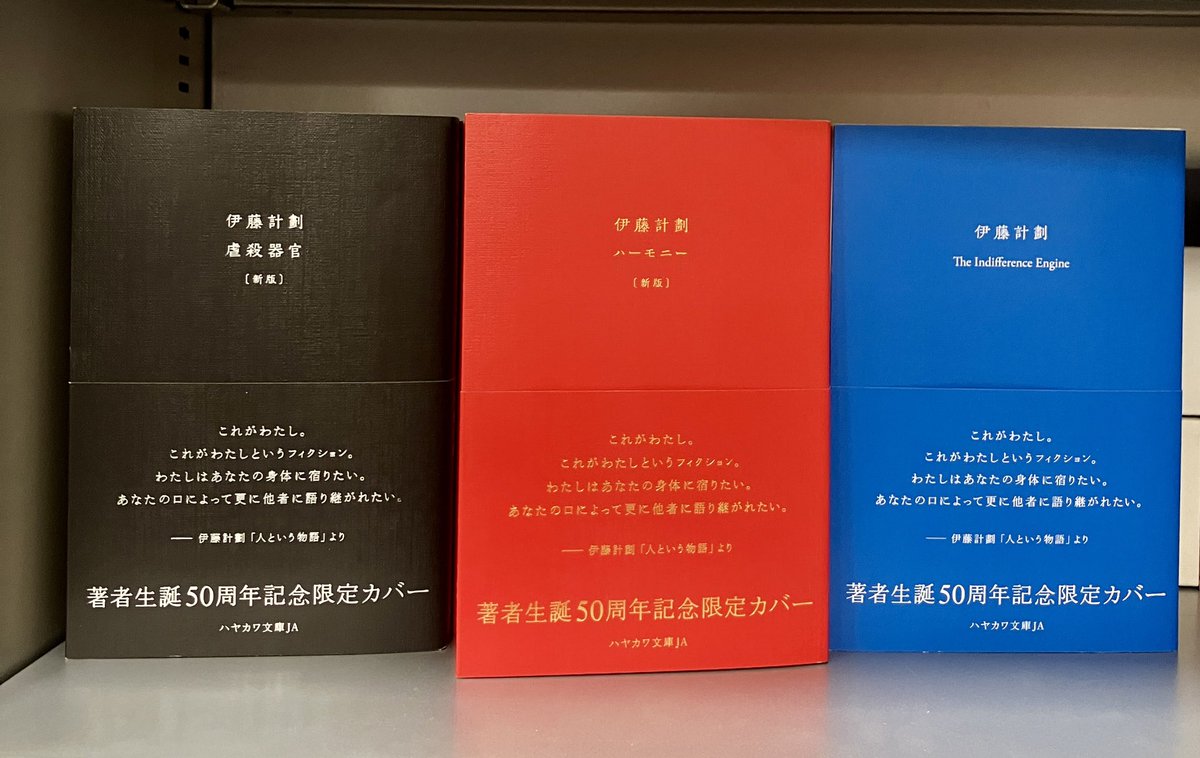 伊藤計劃
虐殺器官
〔新版〕
これがわたし。
これがわたしというフィクション。
わたしはあなたの身体に宿りたい。
あなたの口によって更に他者に語り継がれたい。
── 伊藤計劃「人という物語」より
著者生誕50周年記念限定カバー
ハヤカワ文庫JA
伊藤計劃
ハーモニー
〔新版〕
これがわたし。
これがわたしというフィクション。
わたしはあなたの身体に宿りたい。
あなたの口によって更に他者に語り継がれたい。
── 伊藤計劃「人という物語」より
著者生誕50周年記念限定カバー
ハヤカワ文庫JA
伊藤計劃
The Indifference Engine
これがわたし。
これがわたしというフィクション。
わたしはあなたの身体に宿りたい。
あなたの口によって更に他者に語り継がれたい。
── 伊藤計劃「人という物語」より
著者生誕50周年記念限定カバー
ハヤカワ文庫JA